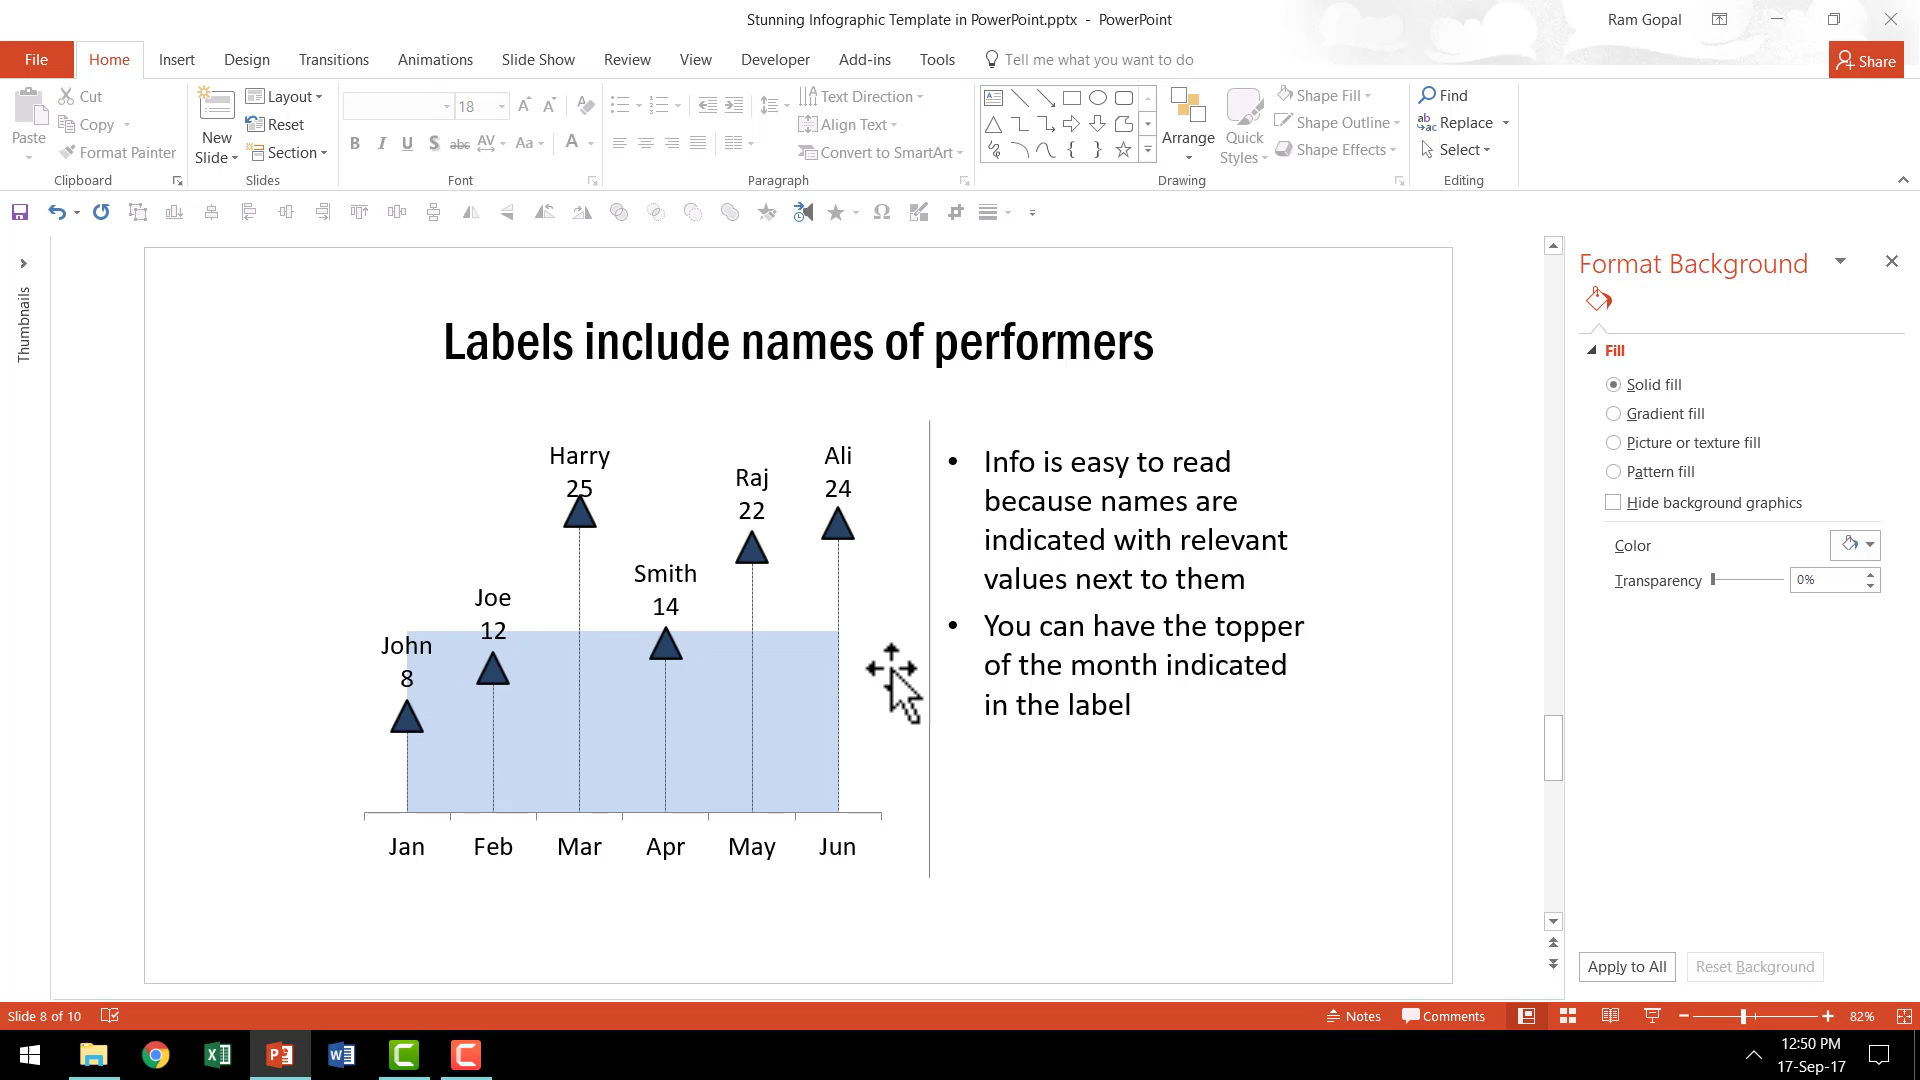 Stunning Infographic Template in PowerPoint.pptx - PowerPoint
Ram Gopal
File
Home
Insert
Design
Transitions
Animations
Slide Show
Review
View
Developer
Add-ins
Tools
Tell me what you want to do
Share
Paste
Cut
Copy
Format Painter
Clipboard
New
Slide
Layout
Reset
Section
Slides
18
B I U S abc AV Aa A
Font
Text Direction
Align Text
Convert to SmartArt
Paragraph
Arrange
Quick
Styles
Shape Fill
Shape Outline
Shape Effects
Drawing
Find
Replace
Select
Editing
Thumbnails
Labels include names of performers
Harry
25
Ali
24
Raj
22
Smith
14
Joe
12
John
8
Jan Feb Mar Apr May Jun
• Info is easy to read
because names are
indicated with relevant
values next to them
• You can have the topper
of the month indicated
in the label
Format Background
Fill
Solid fill
Gradient fill
Picture or texture fill
Pattern fill
Hide background graphics
Color
Transparency
0%
Apply to All
Reset Background
Slide 8 of 10
Notes
Comments
82%
12:50 PM
17-Sep-17